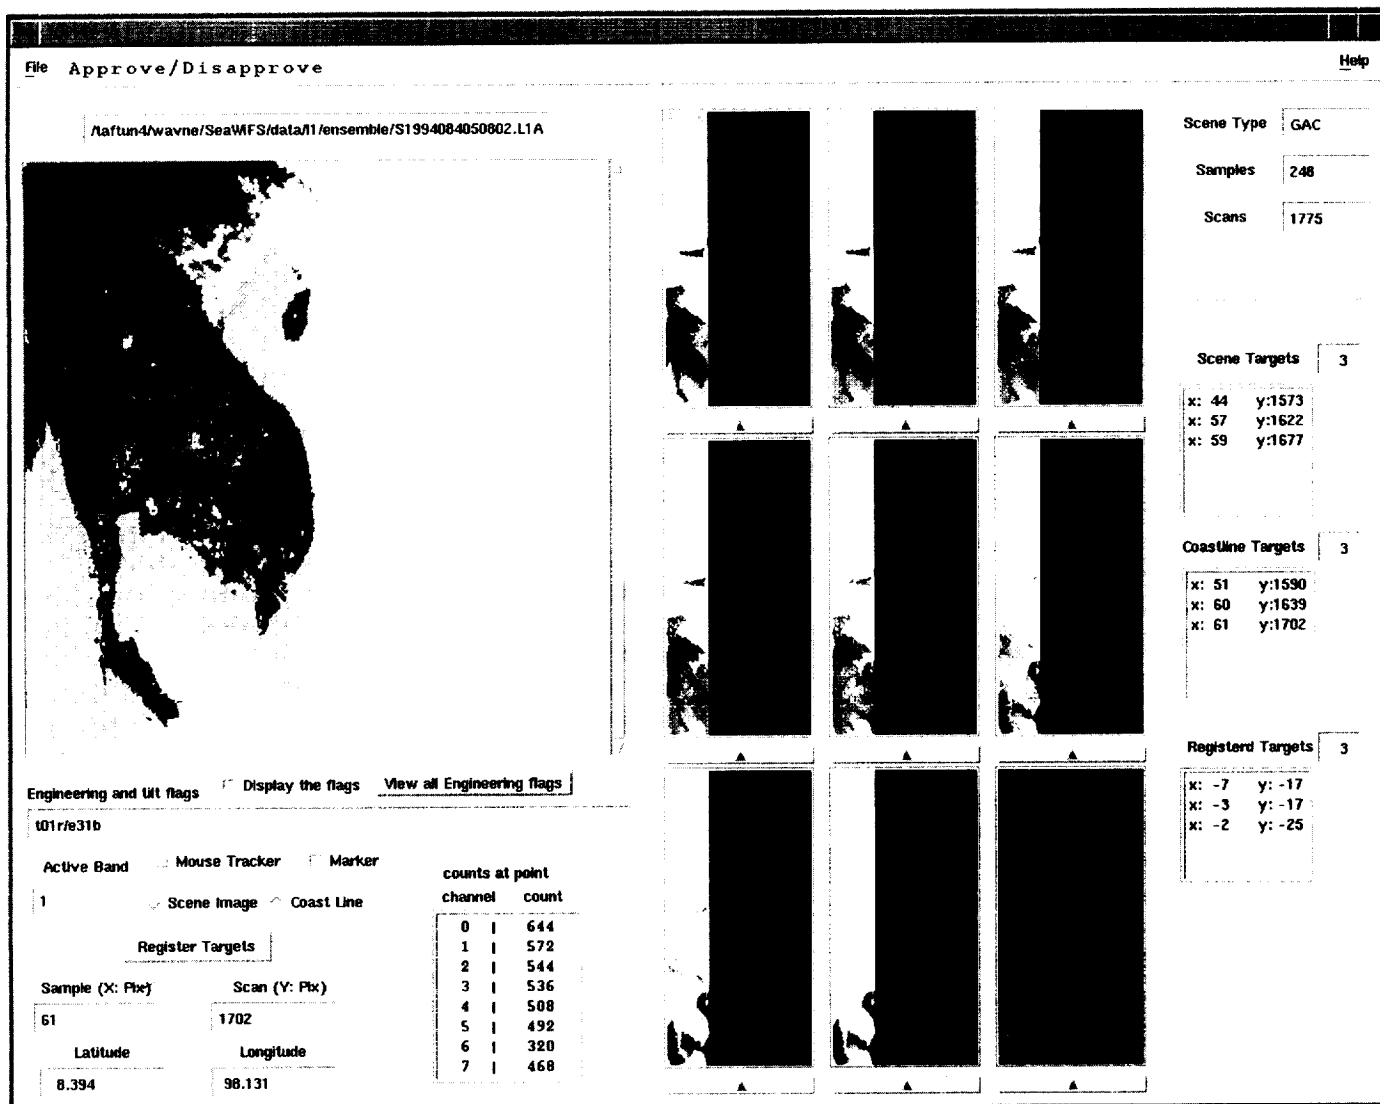 File Approve/Disapprove Help
/taftun4/wavne/SeaWiFS/data/l1/ensemble/S1994084050802.L1A
Scene Type GAC
Samples 248
Scans 1775
Scene Targets 3
x: 44 y:1573
x: 57 y:1622
x: 59 y:1677
Coastline Targets 3
x: 51 y:1590
x: 60 y:1639
x: 61 y:1702
Registerd Targets 3
x: -7 y: -17
x: -3 y: -17
x: -2 y: -25
Engineering and tilt flags Display the flags View all Engineering flags
t01r/e31b
Active Band Mouse Tracker Marker
1 Scene Image Coast Line
Register Targets
Sample (X: Pix) Scan (Y: Pix)
61 1702
Latitude Longitude
8.394 98.131
counts at point
channel count
0 | 644
1 | 572
2 | 544
3 | 536
4 | 508
5 | 492
6 | 320
7 | 468